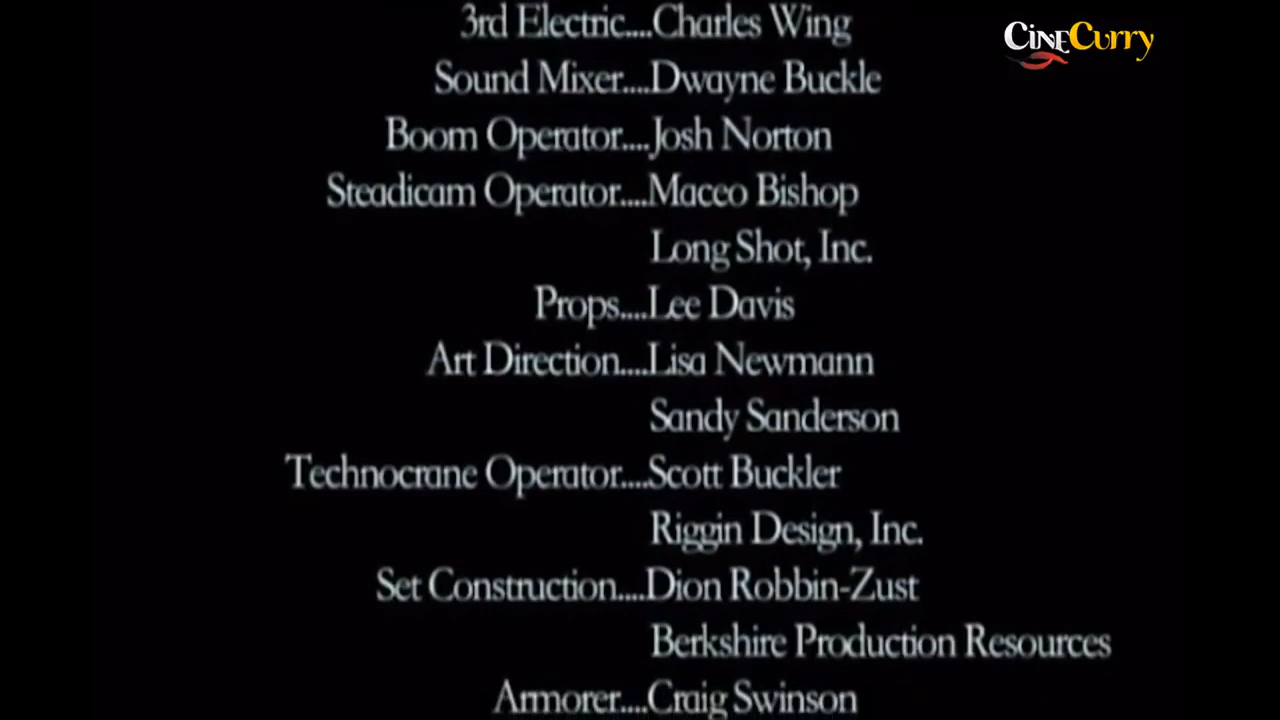 3rd Electric....Charles Wing
CineCurry
Sound Mixer....Dwayne Buckle
Boom Operator....Josh Norton
Steadicam Operator....Maceo Bishop
Long Shot, Inc.
Props....Lee Davis
Art Direction....Lisa Newmann
Sandy Sanderson
Technocrane Operator....Scott Buckler
Riggin Design, Inc.
Set Construction....Dion Robbin-Zust
Berkshire Production Resources
Armorer....Craig Swinson